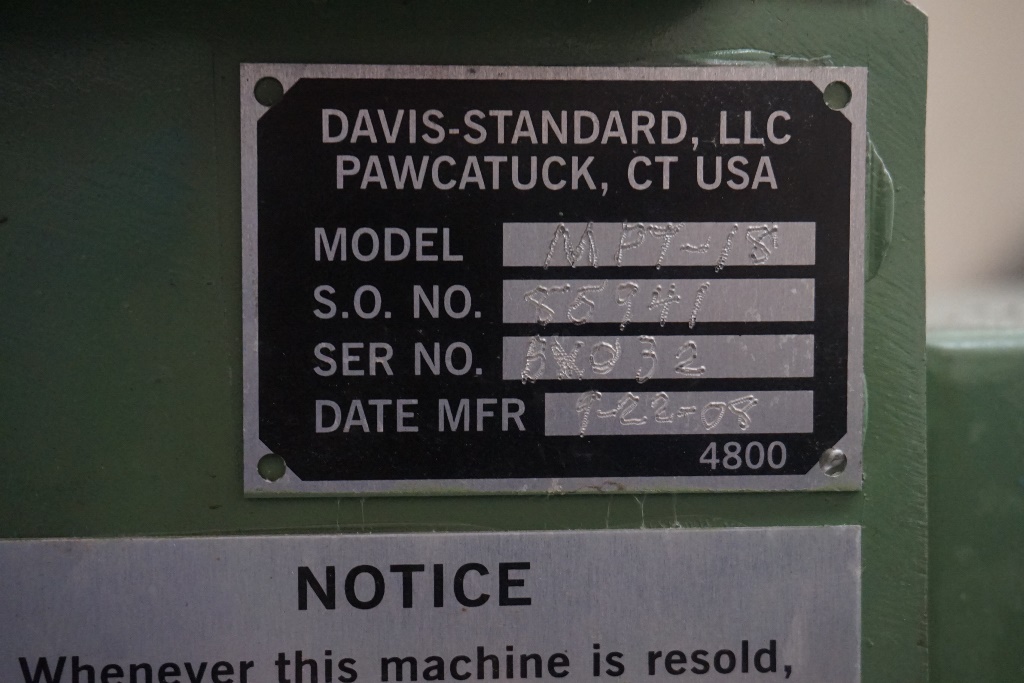 DAVIS-STANDARD, LLC
PAWCATUCK, CT USA
MODEL MPT-18
S.O. NO.
SER NO. BX032
DATE MFR 9-22-08
4800
NOTICE
Whenever this machine is resold,